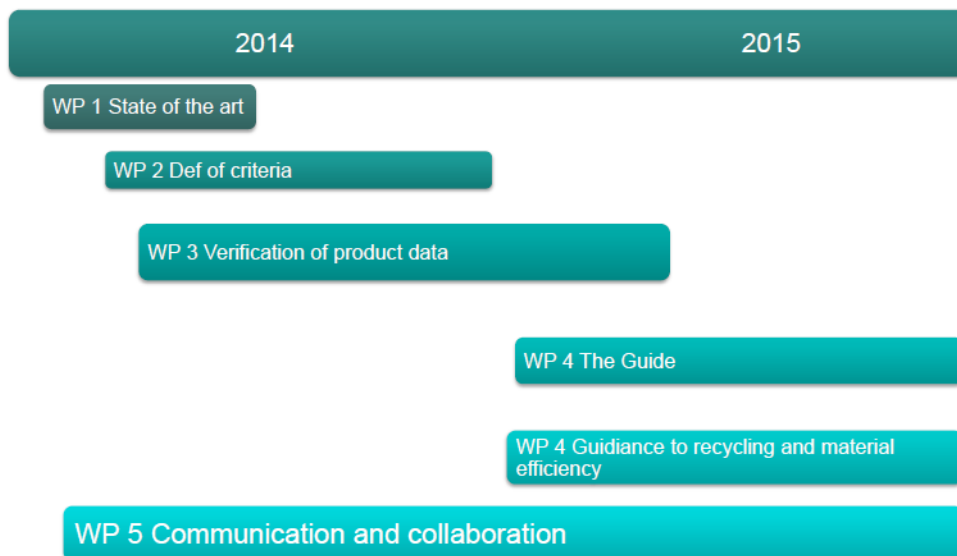 2014 2015
WP 1 State of the art
WP 2 Def of criteria
WP 3 Verification of product data
WP 4 The Guide
WP 4 Guidiance to recycling and material
efficiency
WP 5 Communication and collaboration